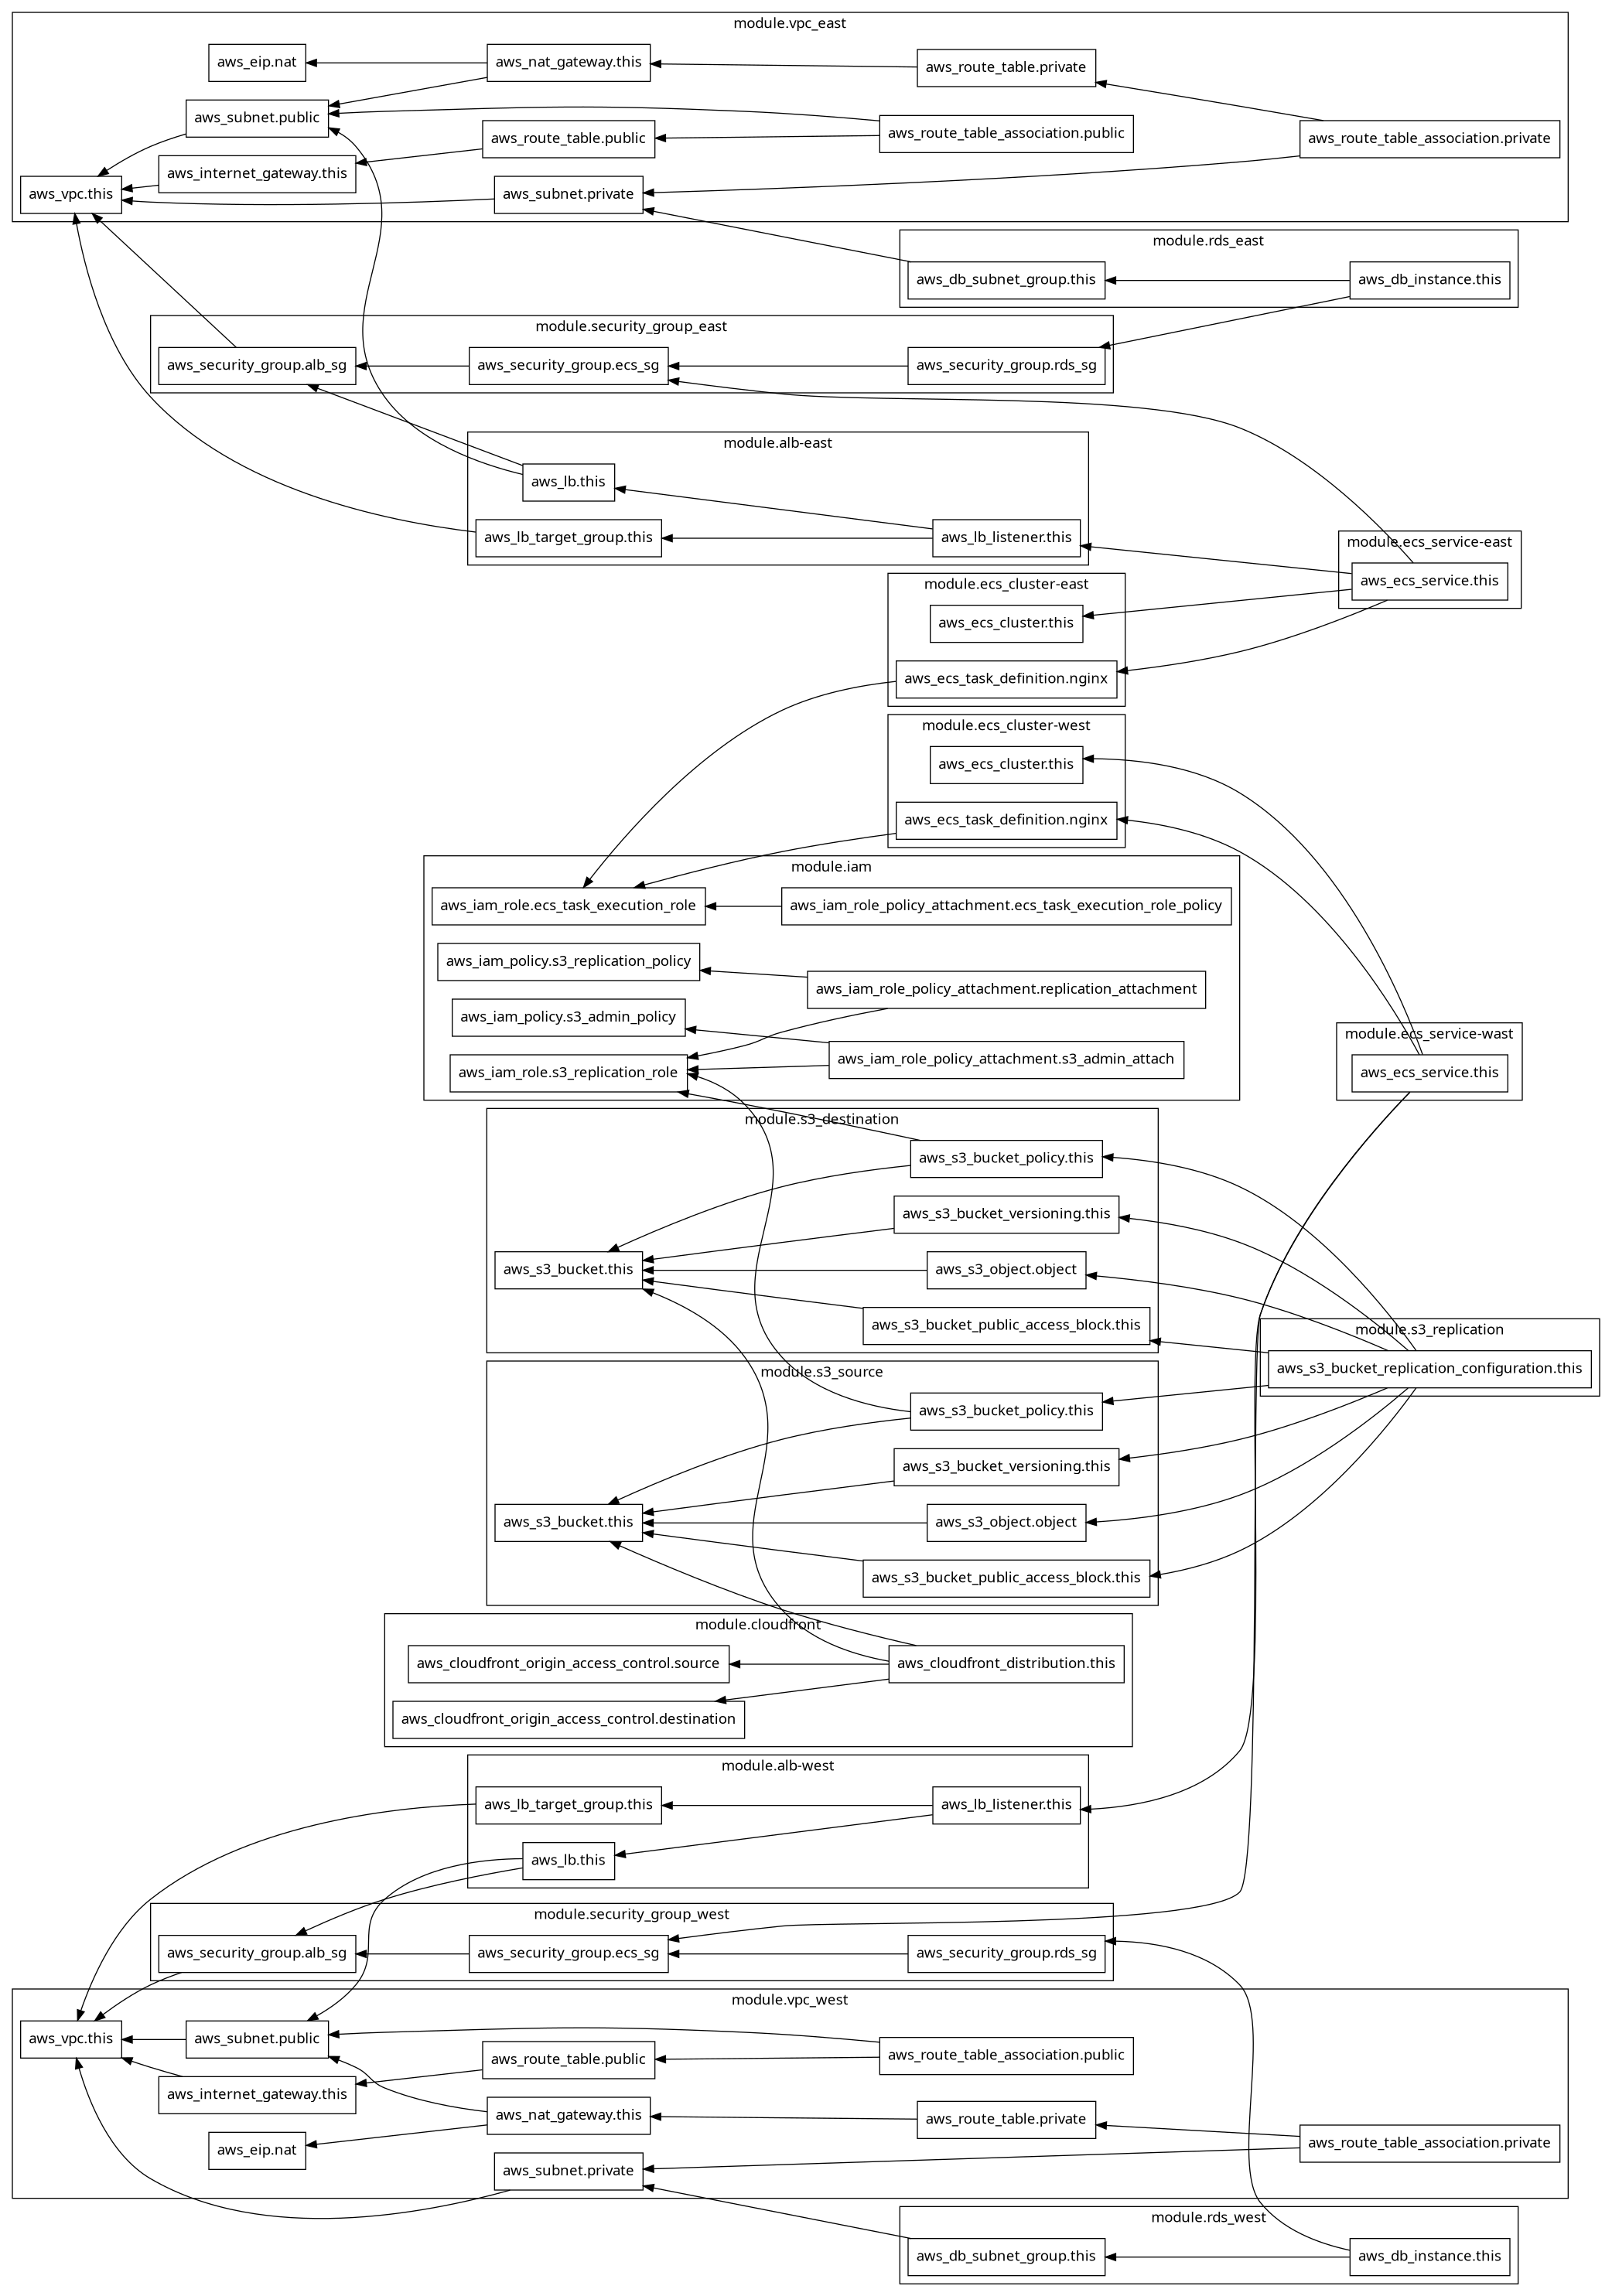 module.vpc_east
aws_eip.nat
aws_nat_gateway.this
aws_route_table.private
aws_subnet.public
aws_route_table.public
aws_route_table_association.public
aws_route_table_association.private
aws_internet_gateway.this
aws_vpc.this
aws_subnet.private
module.rds_east
aws_db_subnet_group.this
aws_db_instance.this
module.security_group_east
aws_security_group.alb_sg
aws_security_group.ecs_sg
aws_security_group.rds_sg
module.alb-east
aws_lb.this
aws_lb_target_group.this
aws_lb_listener.this
module.ecs_service-east
aws_ecs_service.this
module.ecs_cluster-east
aws_ecs_cluster.this
aws_ecs_task_definition.nginx
module.ecs_cluster-west
aws_ecs_cluster.this
aws_ecs_task_definition.nginx
module.iam
aws_iam_role.ecs_task_execution_role
aws_iam_role_policy_attachment.ecs_task_execution_role_policy
aws_iam_policy.s3_replication_policy
aws_iam_role_policy_attachment.replication_attachment
aws_iam_policy.s3_admin_policy
aws_iam_role_policy_attachment.s3_admin_attach
aws_iam_role.s3_replication_role
module.ecs_service-wast
aws_ecs_service.this
module.s3_destination
aws_s3_bucket_policy.this
aws_s3_bucket_versioning.this
aws_s3_bucket.this
aws_s3_object.object
aws_s3_bucket_public_access_block.this
module.s3_replication
aws_s3_bucket_replication_configuration.this
module.s3_source
aws_s3_bucket_policy.this
aws_s3_bucket_versioning.this
aws_s3_bucket.this
aws_s3_object.object
aws_s3_bucket_public_access_block.this
module.cloudfront
aws_cloudfront_origin_access_control.source
aws_cloudfront_distribution.this
aws_cloudfront_origin_access_control.destination
module.alb-west
aws_lb_target_group.this
aws_lb_listener.this
aws_lb.this
module.security_group_west
aws_security_group.alb_sg
aws_security_group.ecs_sg
aws_security_group.rds_sg
module.vpc_west
aws_vpc.this
aws_subnet.public
aws_route_table.public
aws_route_table_association.public
aws_internet_gateway.this
aws_nat_gateway.this
aws_route_table.private
aws_eip.nat
aws_route_table_association.private
aws_subnet.private
module.rds_west
aws_db_subnet_group.this
aws_db_instance.this